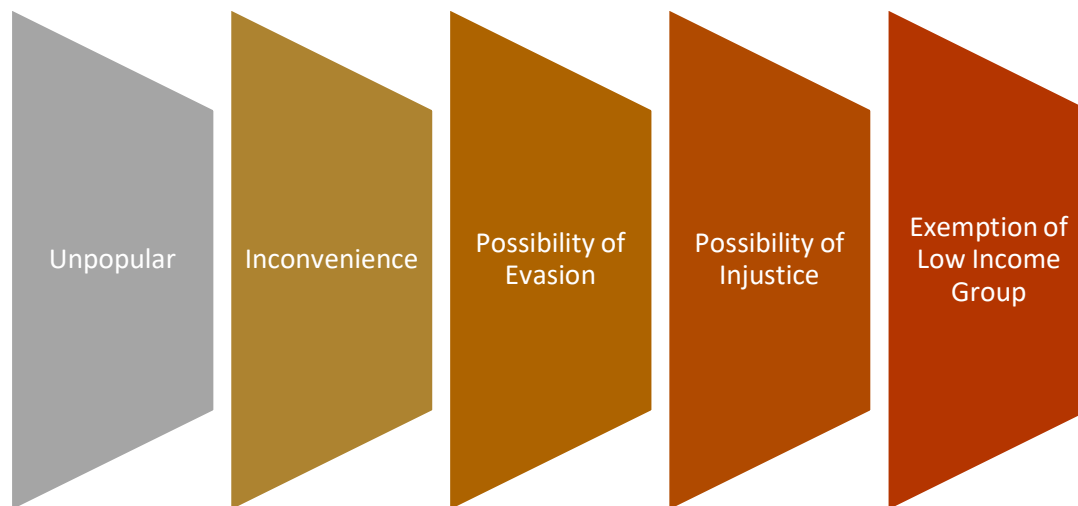 Unpopular
Inconvenience
Possibility of
Evasion
Possibility of
Injustice
Exemption of
Low Income
Group